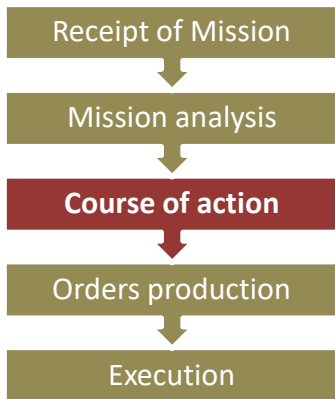 Receipt of Mission
Mission analysis
Course of action
Orders production
Execution